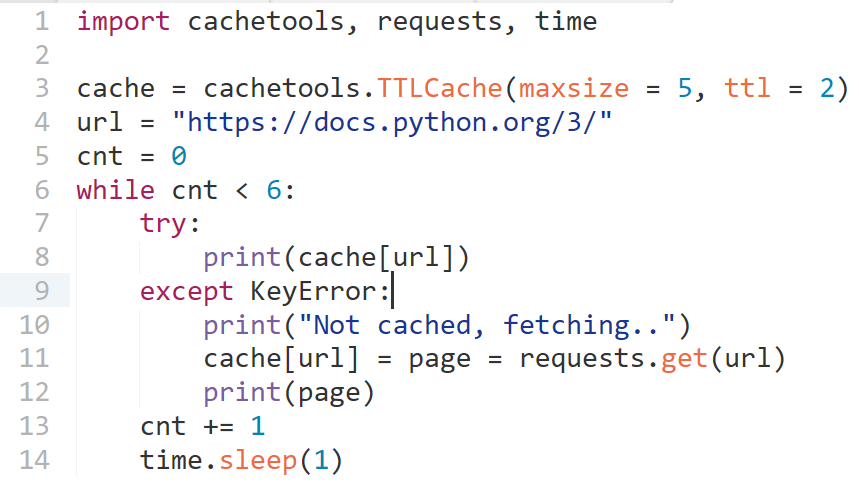 1 import cachetools, requests, time
2
3 cache = cachetools.TTLCache(maxsize = 5, ttl = 2)
4 url = "https://docs.python.org/3/"
5 cnt = 0
6 while cnt < 6:
7     try:
8         print(cache[url])
9     except KeyError:
10         print("Not cached, fetching..")
11         cache[url] = page = requests.get(url)
12         print(page)
13     cnt += 1
14     time.sleep(1)